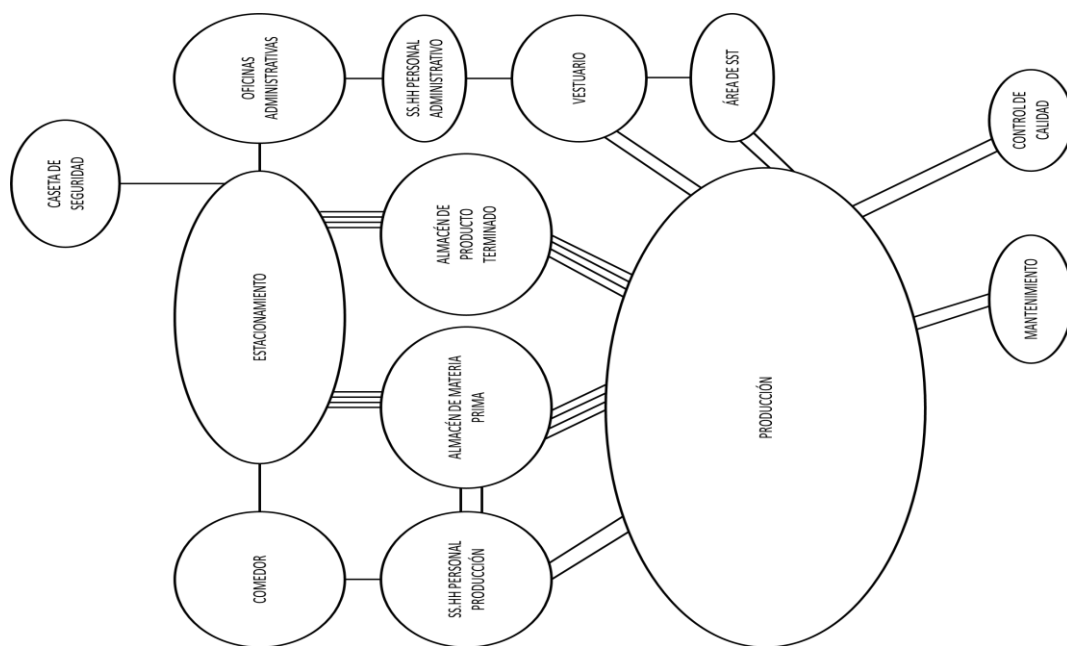 CASETA DE
SEGURIDAD
OFICINAS
ADMINISTRATIVAS
ESTACIONAMIENTO
COMEDOR
SS.HH PERSONAL
ADMINISTRATIVO
ALMACÉN DE
PRODUCTO
TERMINADO
ALMACÉN DE MATERIA
PRIMA
SS.HH PERSONAL
PRODUCCIÓN
VESTUARIO
ÁREA DE SST
PRODUCCIÓN
CONTROL DE
CALIDAD
MANTENIMIENTO